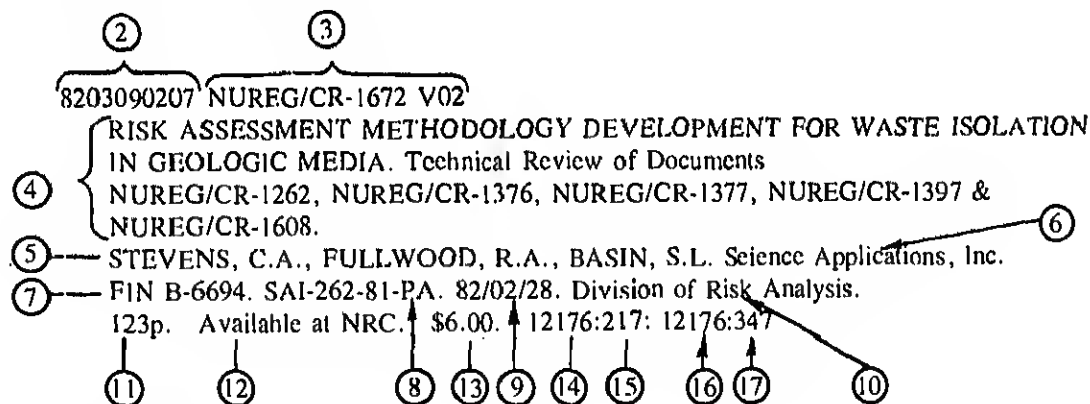 ② ③
8203090207 NUREG/CR-1672 V02
RISK ASSESSMENT METHODOLOGY DEVELOPMENT FOR WASTE ISOLATION
IN GEOLOGIC MEDIA. Technical Review of Documents
④ NUREG/CR-1262, NUREG/CR-1376, NUREG/CR-1377, NUREG/CR-1397 &
NUREG/CR-1608.
⑥
⑤ STEVENS, C.A., FULLWOOD, R.A., BASIN, S.L. Science Applications, Inc.
⑦ FIN B-6694. SAI-262-81-PA. 82/02/28. Division of Risk Analysis.
123p. Available at NRC. $6.00. 12176:217: 12176:347
⑪ ⑫ ⑧ ⑬ ⑨ ⑭ ⑮ ⑯ ⑰ ⑩